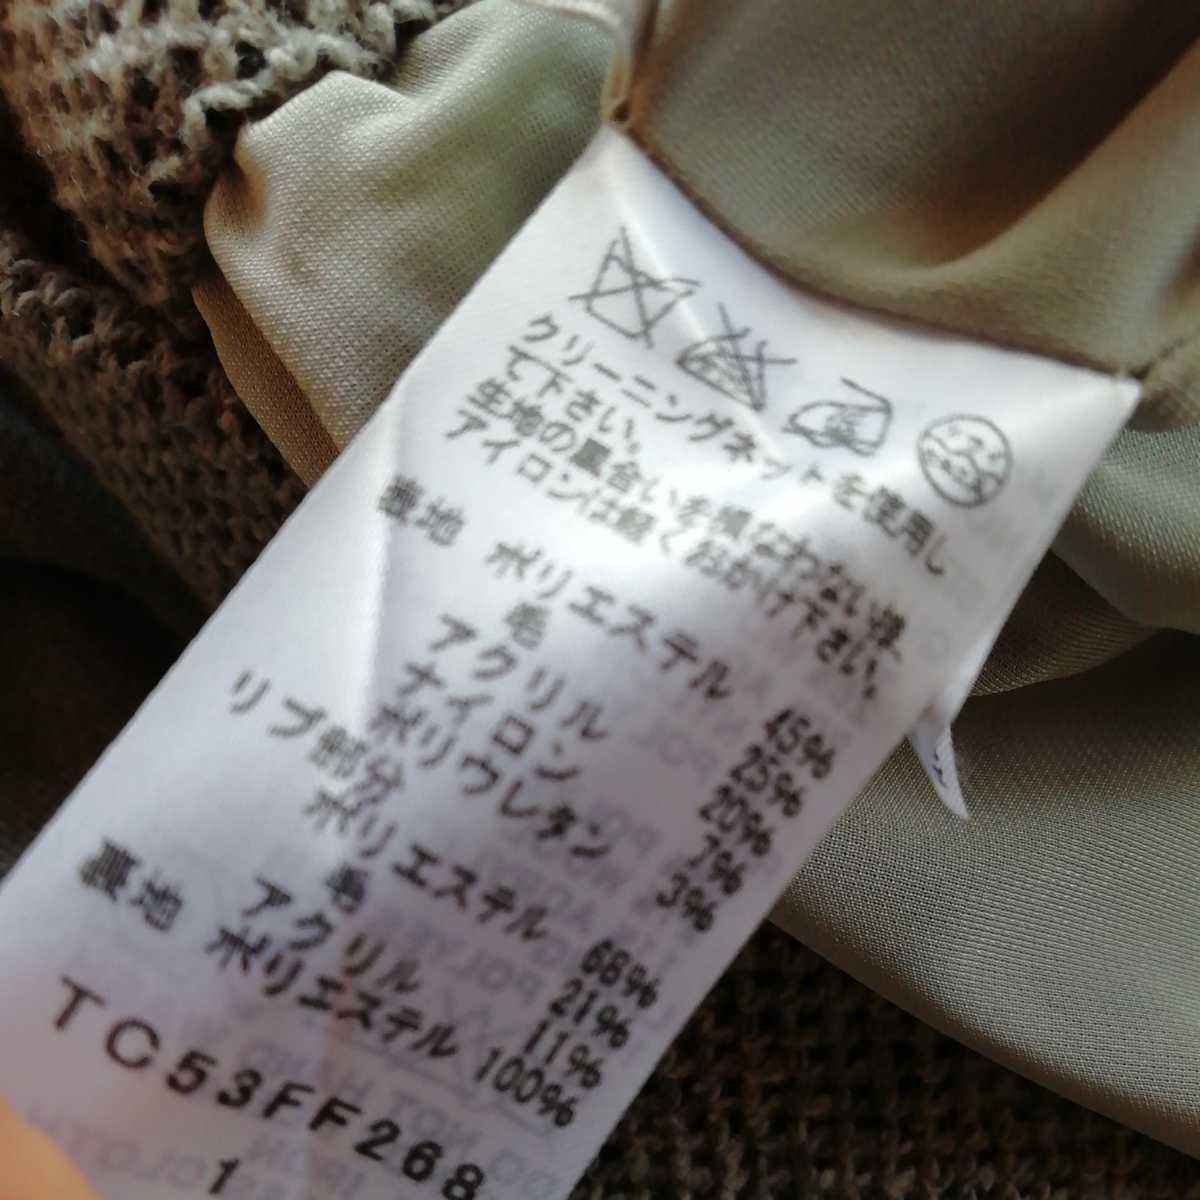 クリーニングネットを使用し
て下さい。
生地の風合いを損なわない様、
アイロンは軽くおかけ下さい。
表地 ポリエステル 45%
毛 25%
アクリル 20%
ナイロン 7%
ポリウレタン 3%
リブ部分
ポリエステル 68%
毛 21%
アクリル 11%
裏地 ポリエステル 100%
TC53FF268
1